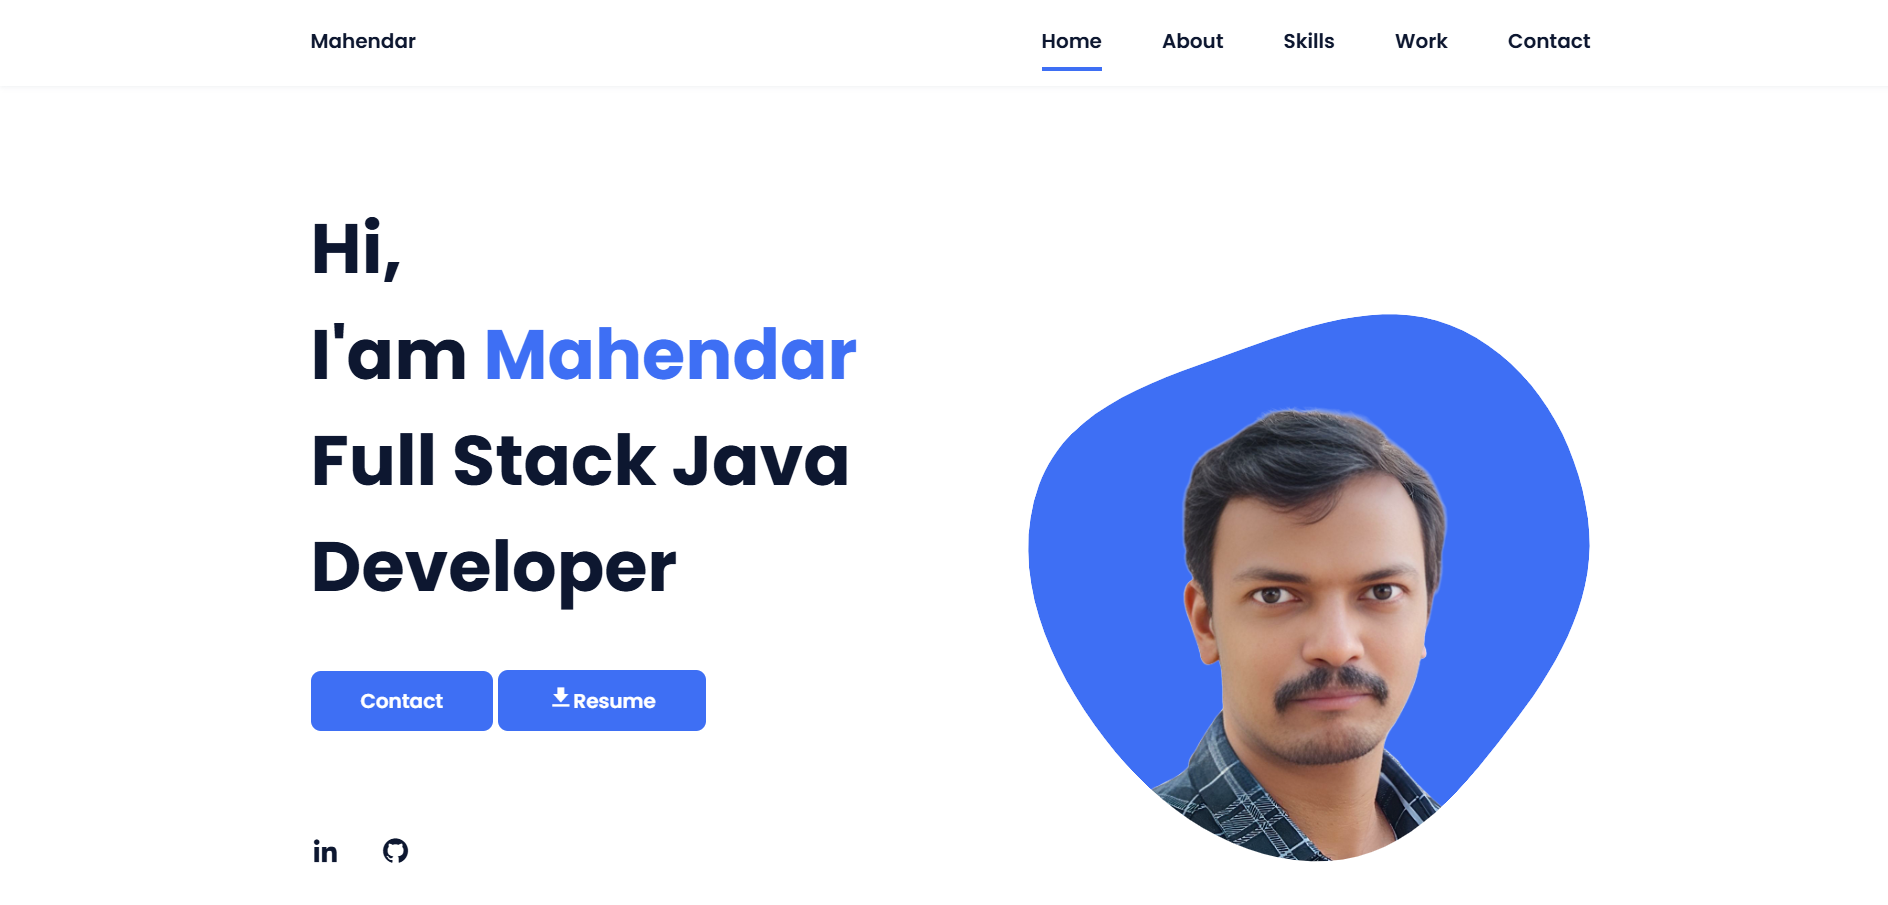 Mahendar
Home About Skills Work Contact
Hi,
I'am Mahendar
Full Stack Java
Developer
Contact
Resume
in